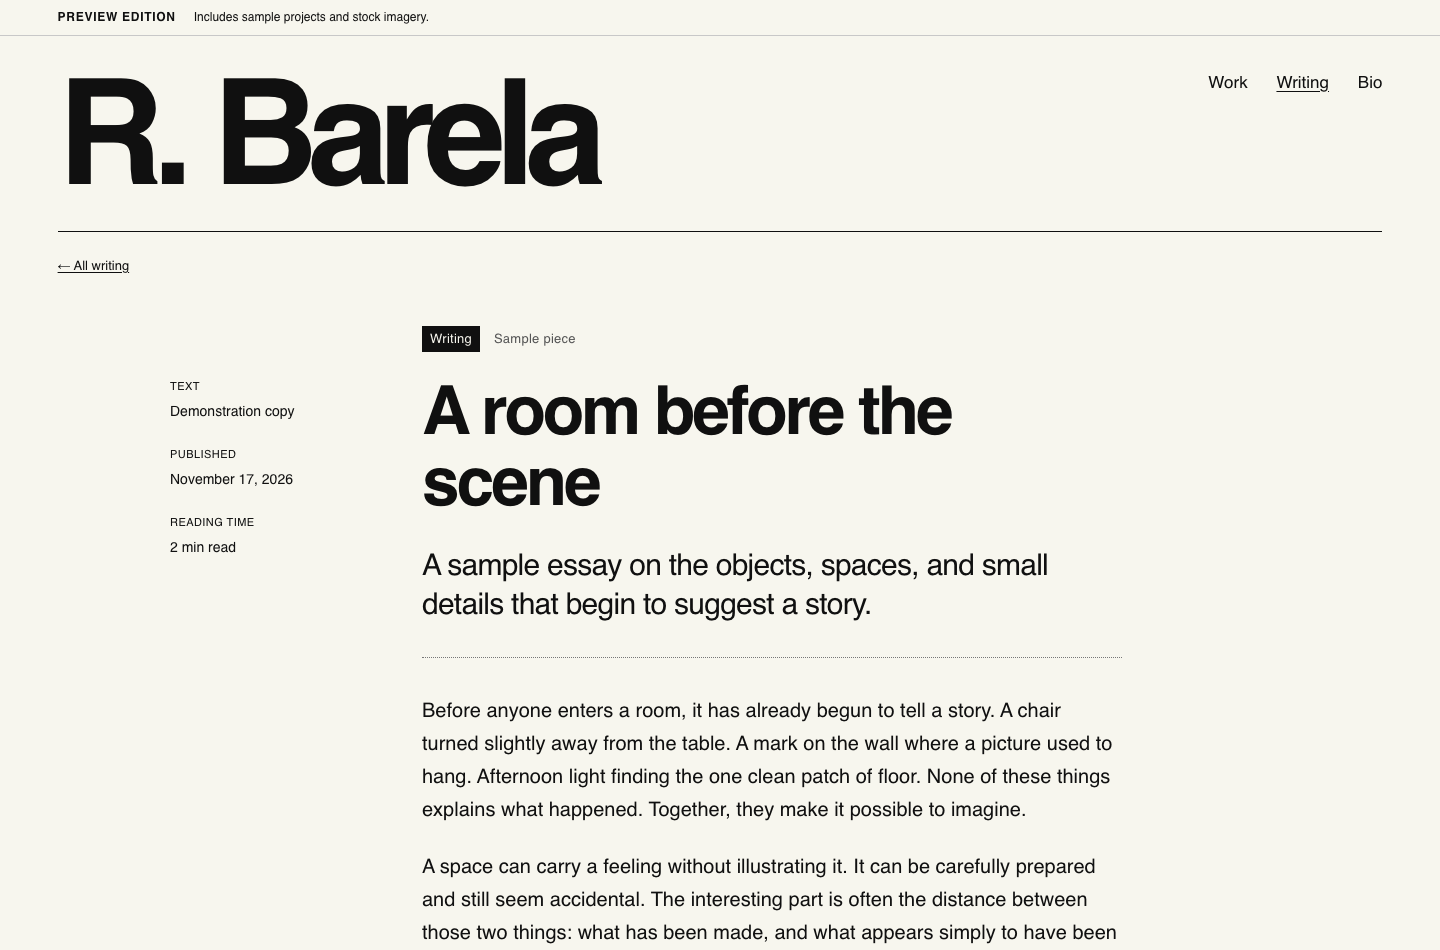 PREVIEW EDITION Includes sample projects and stock imagery.
R. Barela
Work Writing Bio
← All writing
Writing Sample piece
TEXT
Demonstration copy
PUBLISHED
November 17, 2026
READING TIME
2 min read
A room before the
scene
A sample essay on the objects, spaces, and small
details that begin to suggest a story.
Before anyone enters a room, it has already begun to tell a story. A chair
turned slightly away from the table. A mark on the wall where a picture used to
hang. Afternoon light finding the one clean patch of floor. None of these things
explains what happened. Together, they make it possible to imagine.
A space can carry a feeling without illustrating it. It can be carefully prepared
and still seem accidental. The interesting part is often the distance between
those two things: what has been made, and what appears simply to have been